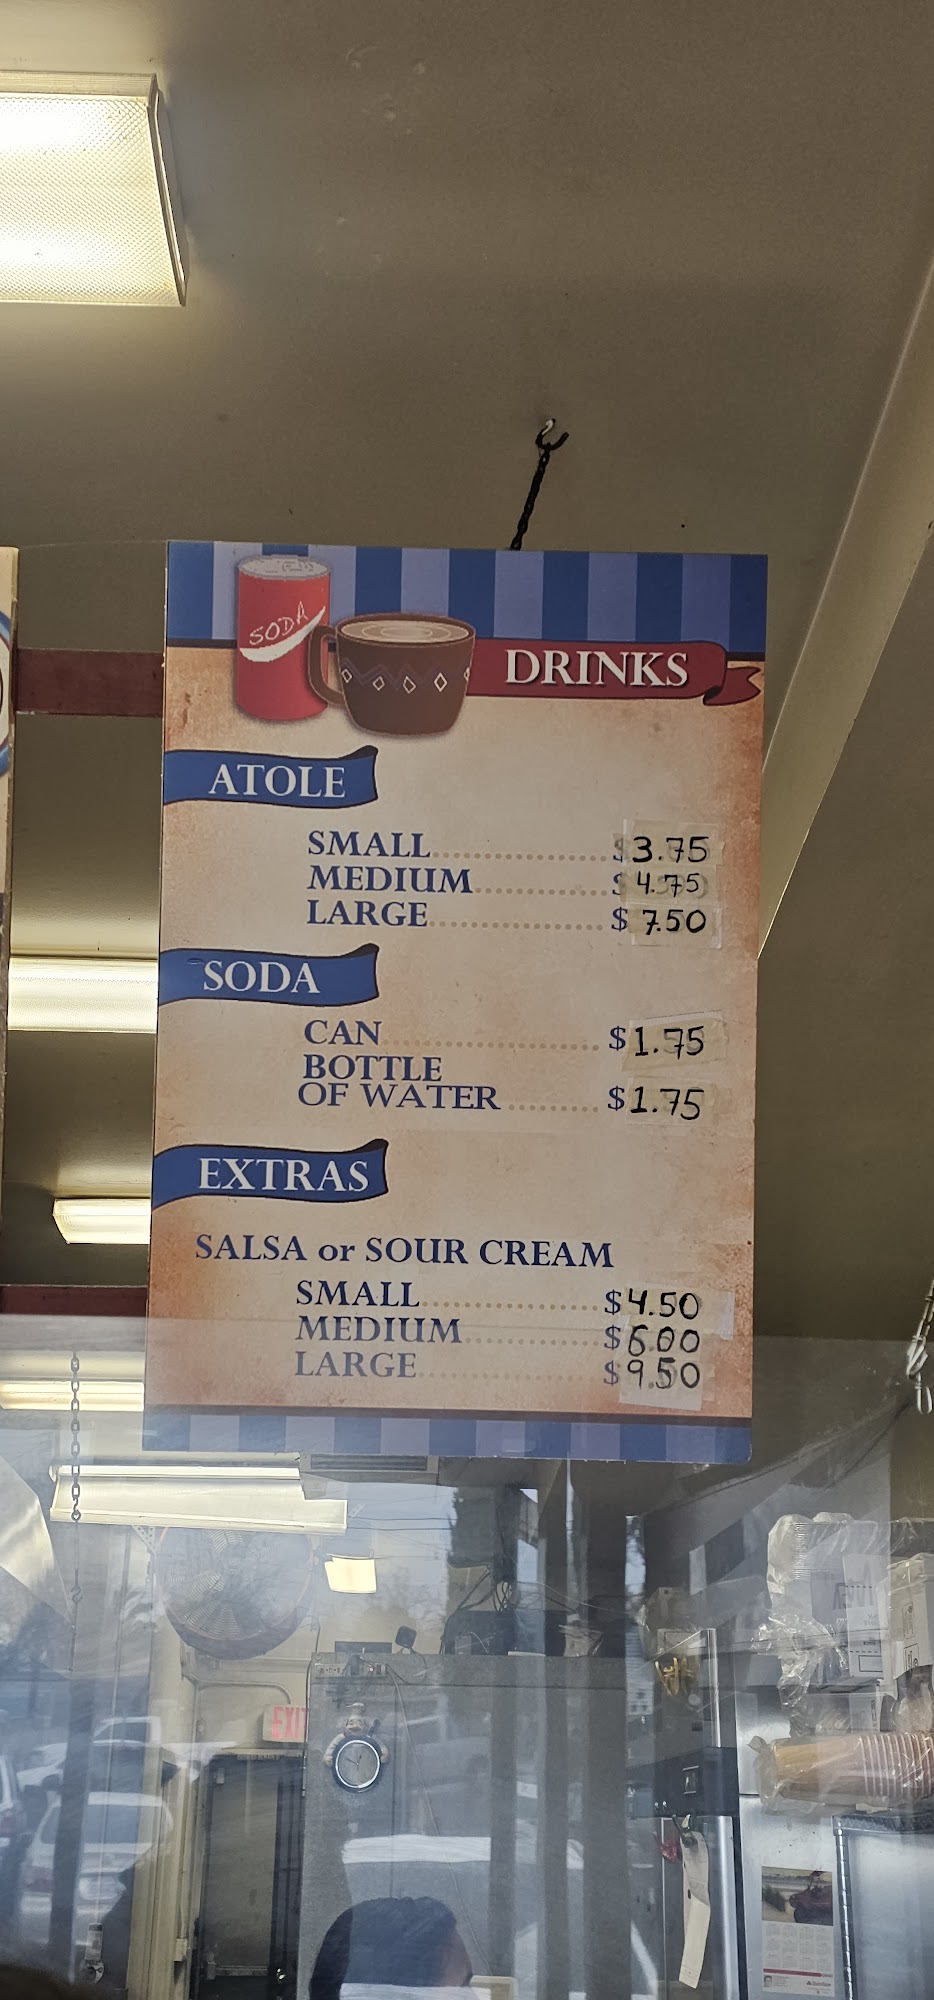 SODA
DRINKS
ATOLE
SMALL.......................$3.75
MEDIUM.................$4.75
LARGE......................$7.50
SODA
CAN...........................$1.75
BOTTLE
OF WATER...........$1.75
EXTRAS
SALSA or SOUR CREAM
SMALL.......................$4.50
MEDIUM.................$6.00
LARGE.......................$9.50
EXIT